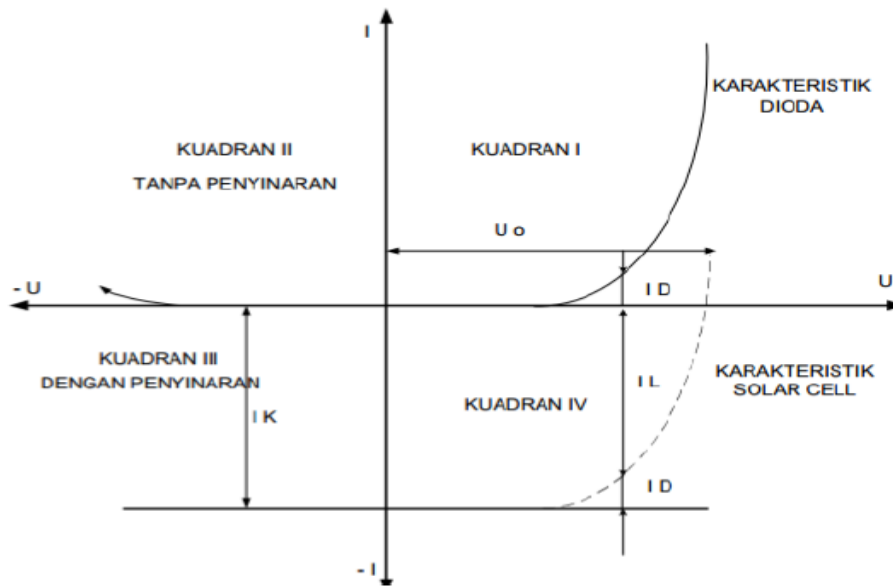 I
KARAKTERISTIK
DIODA
KUADRAN II
TANPA PENYINARAN
KUADRAN I
U o
- U
I D
U
KUADRAN III
DENGAN PENYINARAN
I K
KUADRAN IV
I L
KARAKTERISTIK
SOLAR CELL
I D
- I